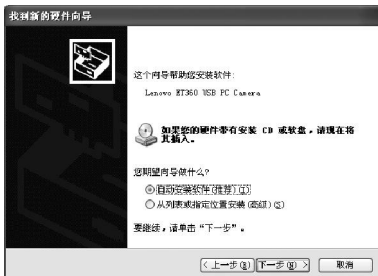 找到新的硬件向导
这个向导帮助您安装软件:
Lenovo ET360 USB PC Camera
如果您的硬件带有安装 CD 或软盘,请现在将
其插入。
您期望向导做什么?
自动安装软件(推荐)(I)
从列表或指定位置安装(高级)(S)
要继续,请单击“下一步”。
< 上一步(B)
下一步(N) >
取消